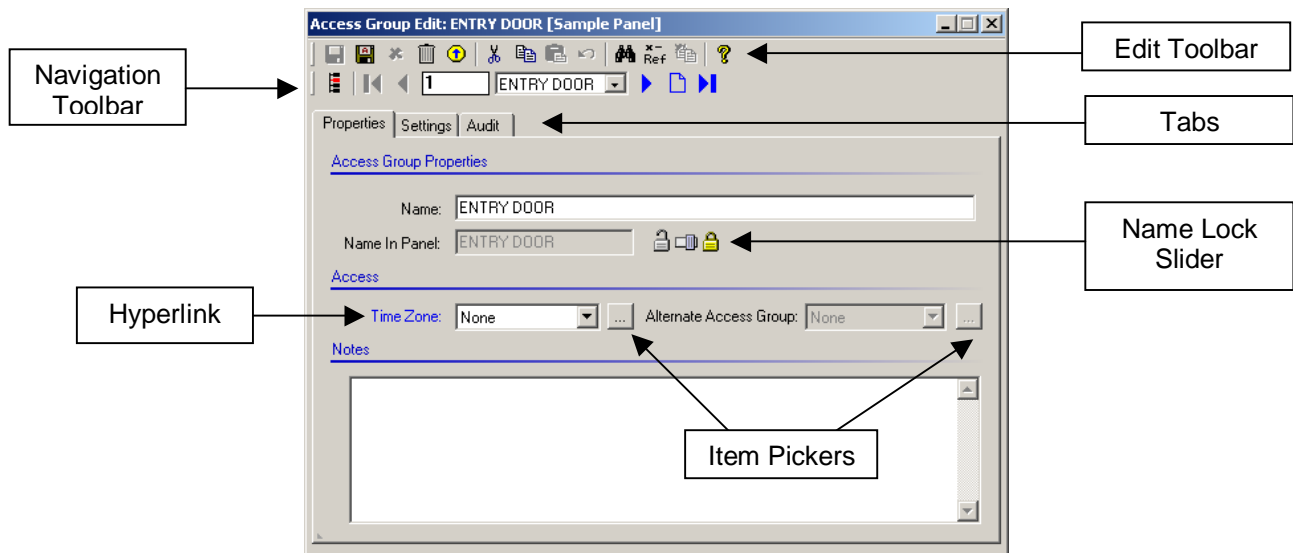 Access Group Edit: ENTRY DOOR [Sample Panel]
Edit Toolbar
Navigation
Toolbar
x-
Ref
1
ENTRY DOOR
Properties
Settings
Audit
Tabs
Access Group Properties
Name:
ENTRY DOOR
Name In Panel:
ENTRY DOOR
Name Lock
Slider
Access
Hyperlink
Time Zone:
None
...
Alternate Access Group:
None
...
Notes
Item Pickers